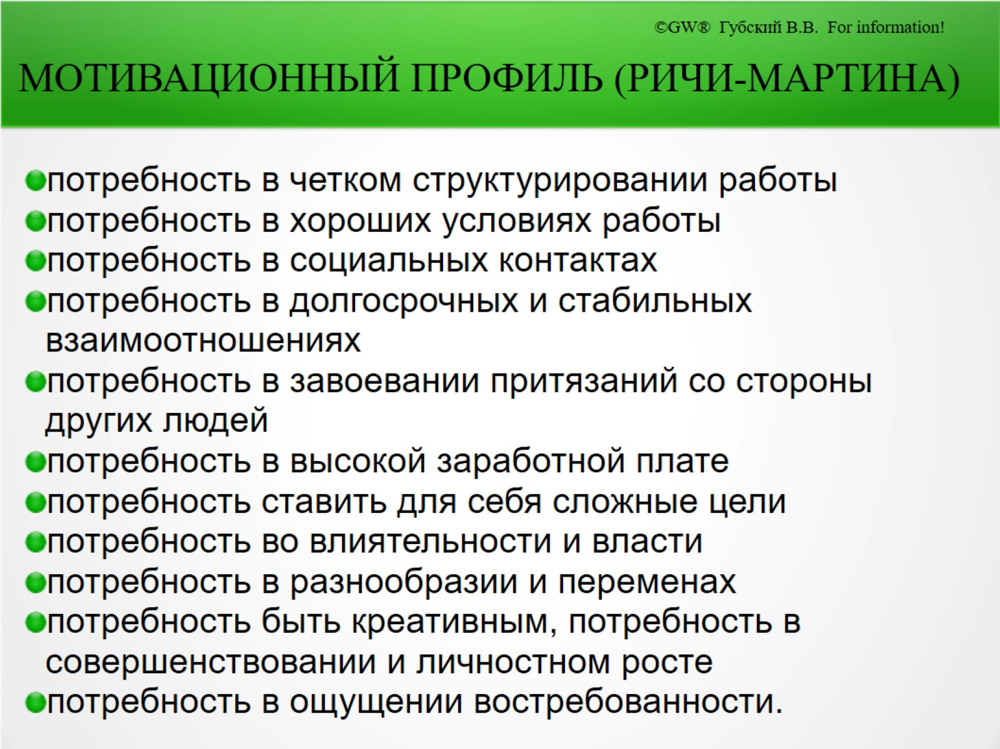 ©GW® Губский В.В. For information!
МОТИВАЦИОННЫЙ ПРОФИЛЬ (РИЧИ-МАРТИНА)
потребность в четком структурировании работы
потребность в хороших условиях работы
потребность в социальных контактах
потребность в долгосрочных и стабильных
взаимоотношениях
потребность в завоевании притязаний со стороны
других людей
потребность в высокой заработной плате
потребность ставить для себя сложные цели
потребность во влиятельности и власти
потребность в разнообразии и переменах
потребность быть креативным, потребность в
совершенствовании и личностном росте
потребность в ощущении востребованности.